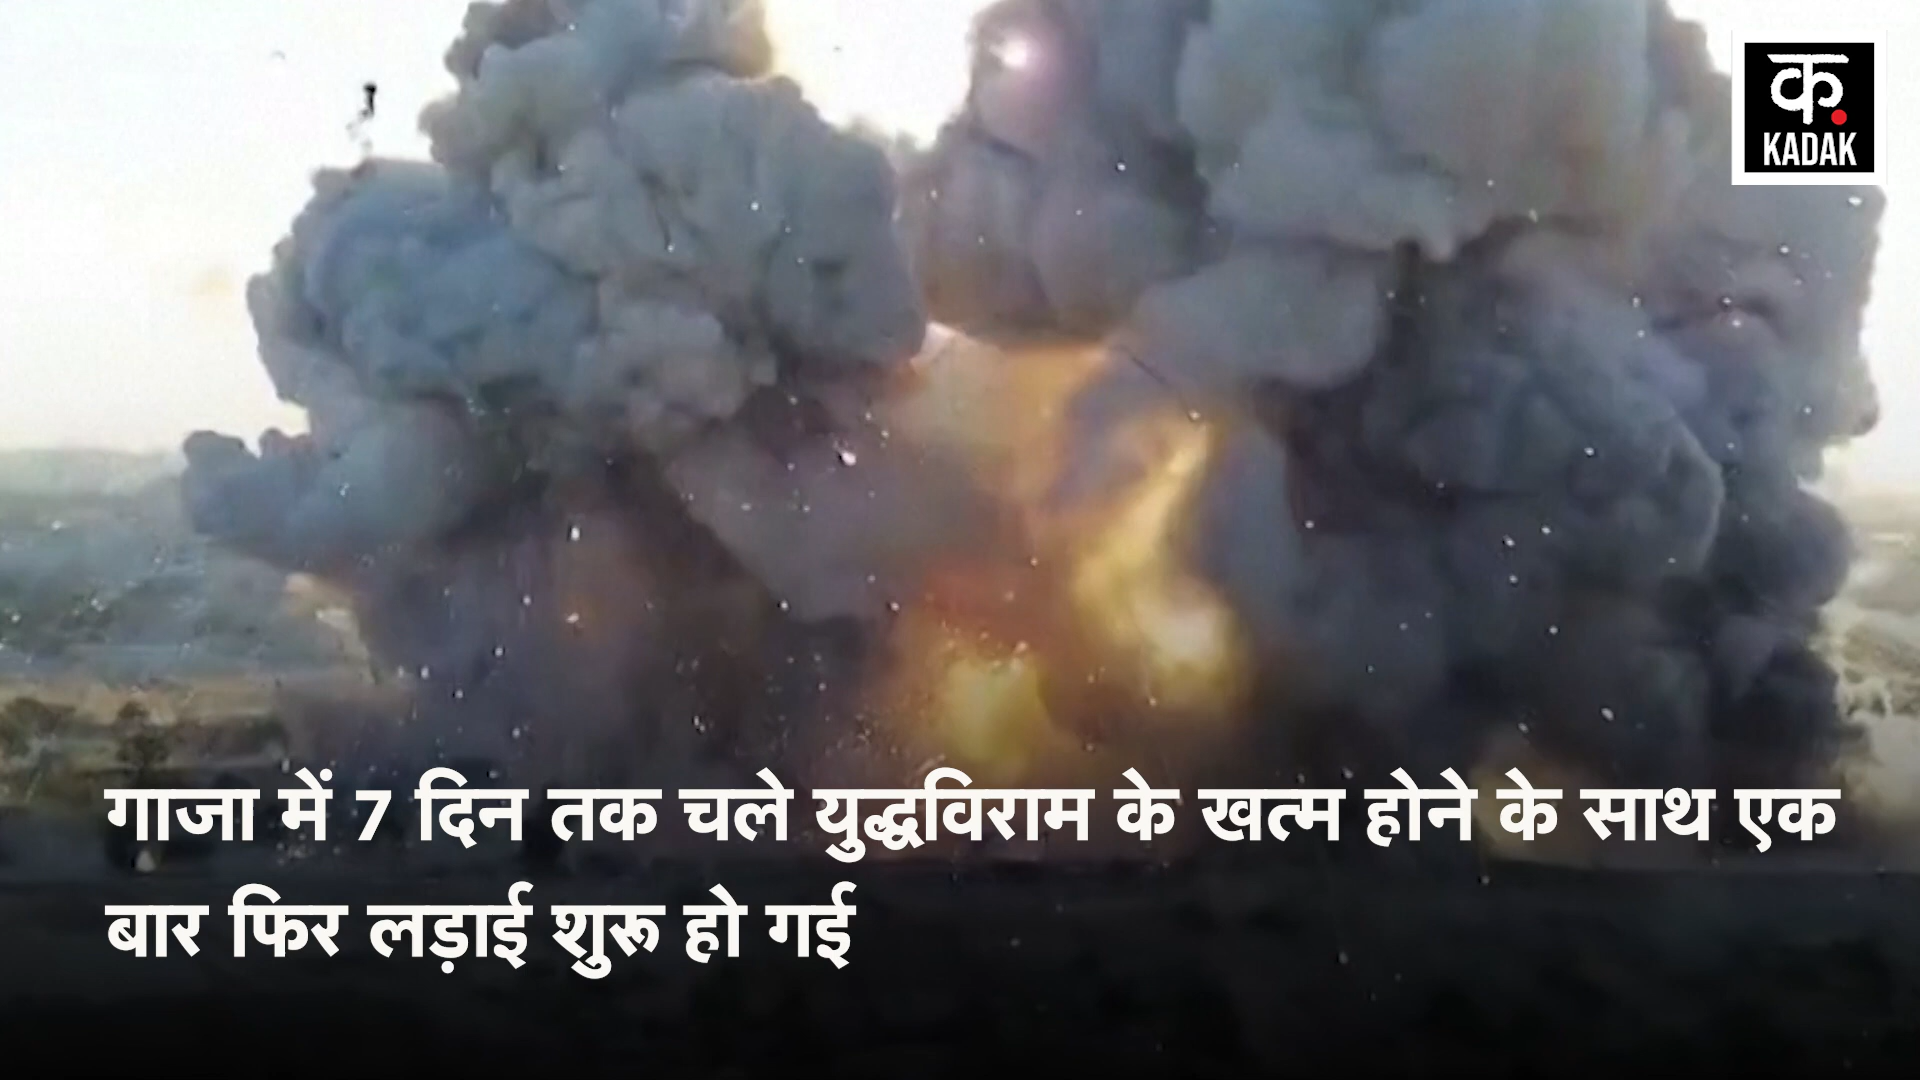 क.
KADAK
गाजा में 7 दिन तक चले युद्धविराम के खत्म होने के साथ एक
बार फिर लड़ाई शुरू हो गई